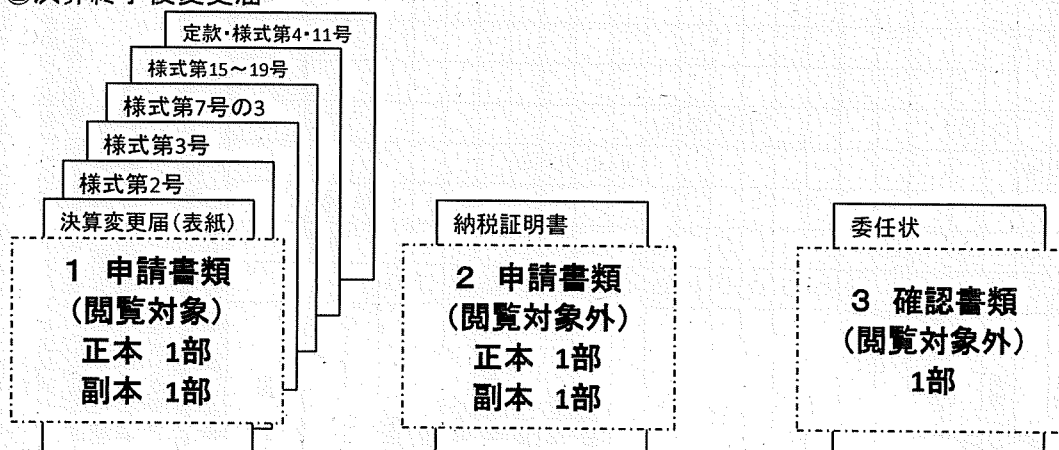 決算終了後変更届
定款・様式第4・11号
様式第15～19号
様式第7号の3
様式第3号
様式第2号
決算変更届(表紙)
1 申請書類
(閲覧対象)
正本 1部
副本 1部
納税証明書
2 申請書類
(閲覧対象外)
正本 1部
副本 1部
委任状
3 確認書類
(閲覧対象外)
1部